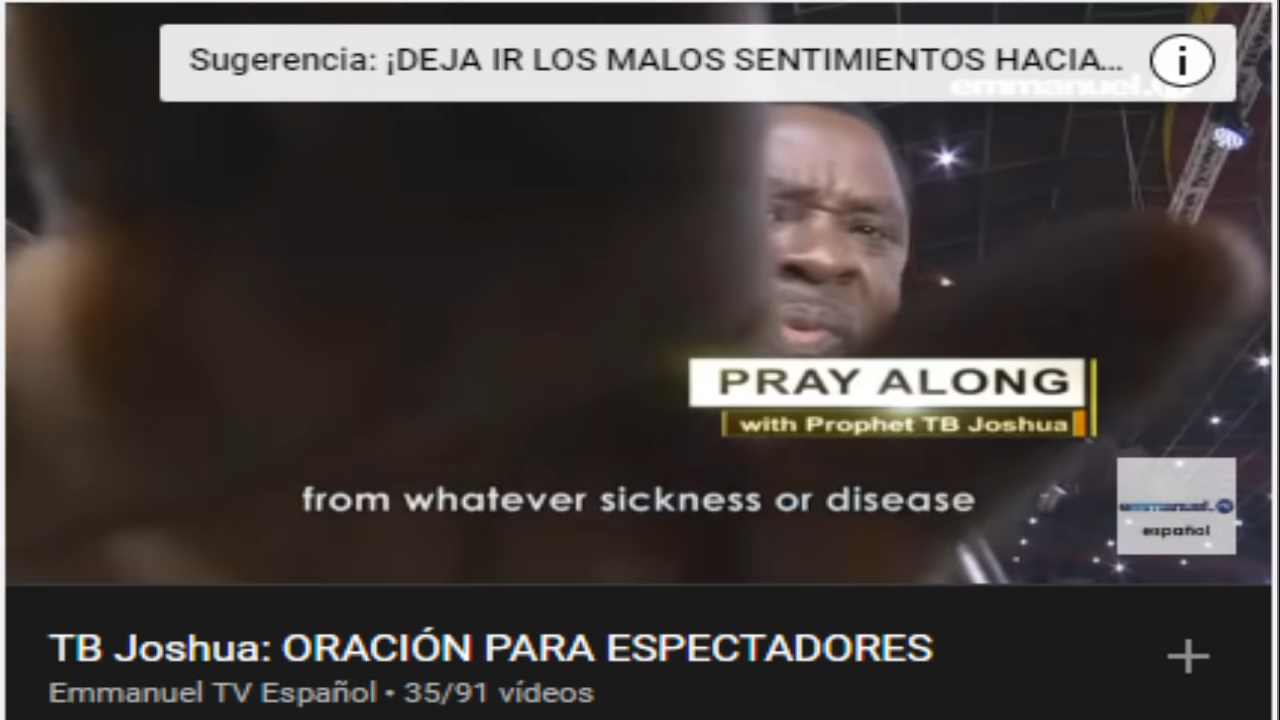 Sugerencia: ¡DEJA IR LOS MALOS SENTIMIENTOS HACIA...
i
emmanuel.tv
PRAY ALONG
with Prophet TB Joshua
from whatever sickness or disease
emmanuel.tv
español
TB Joshua: ORACIÓN PARA ESPECTADORES
Emmanuel TV Español • 35/91 vídeos